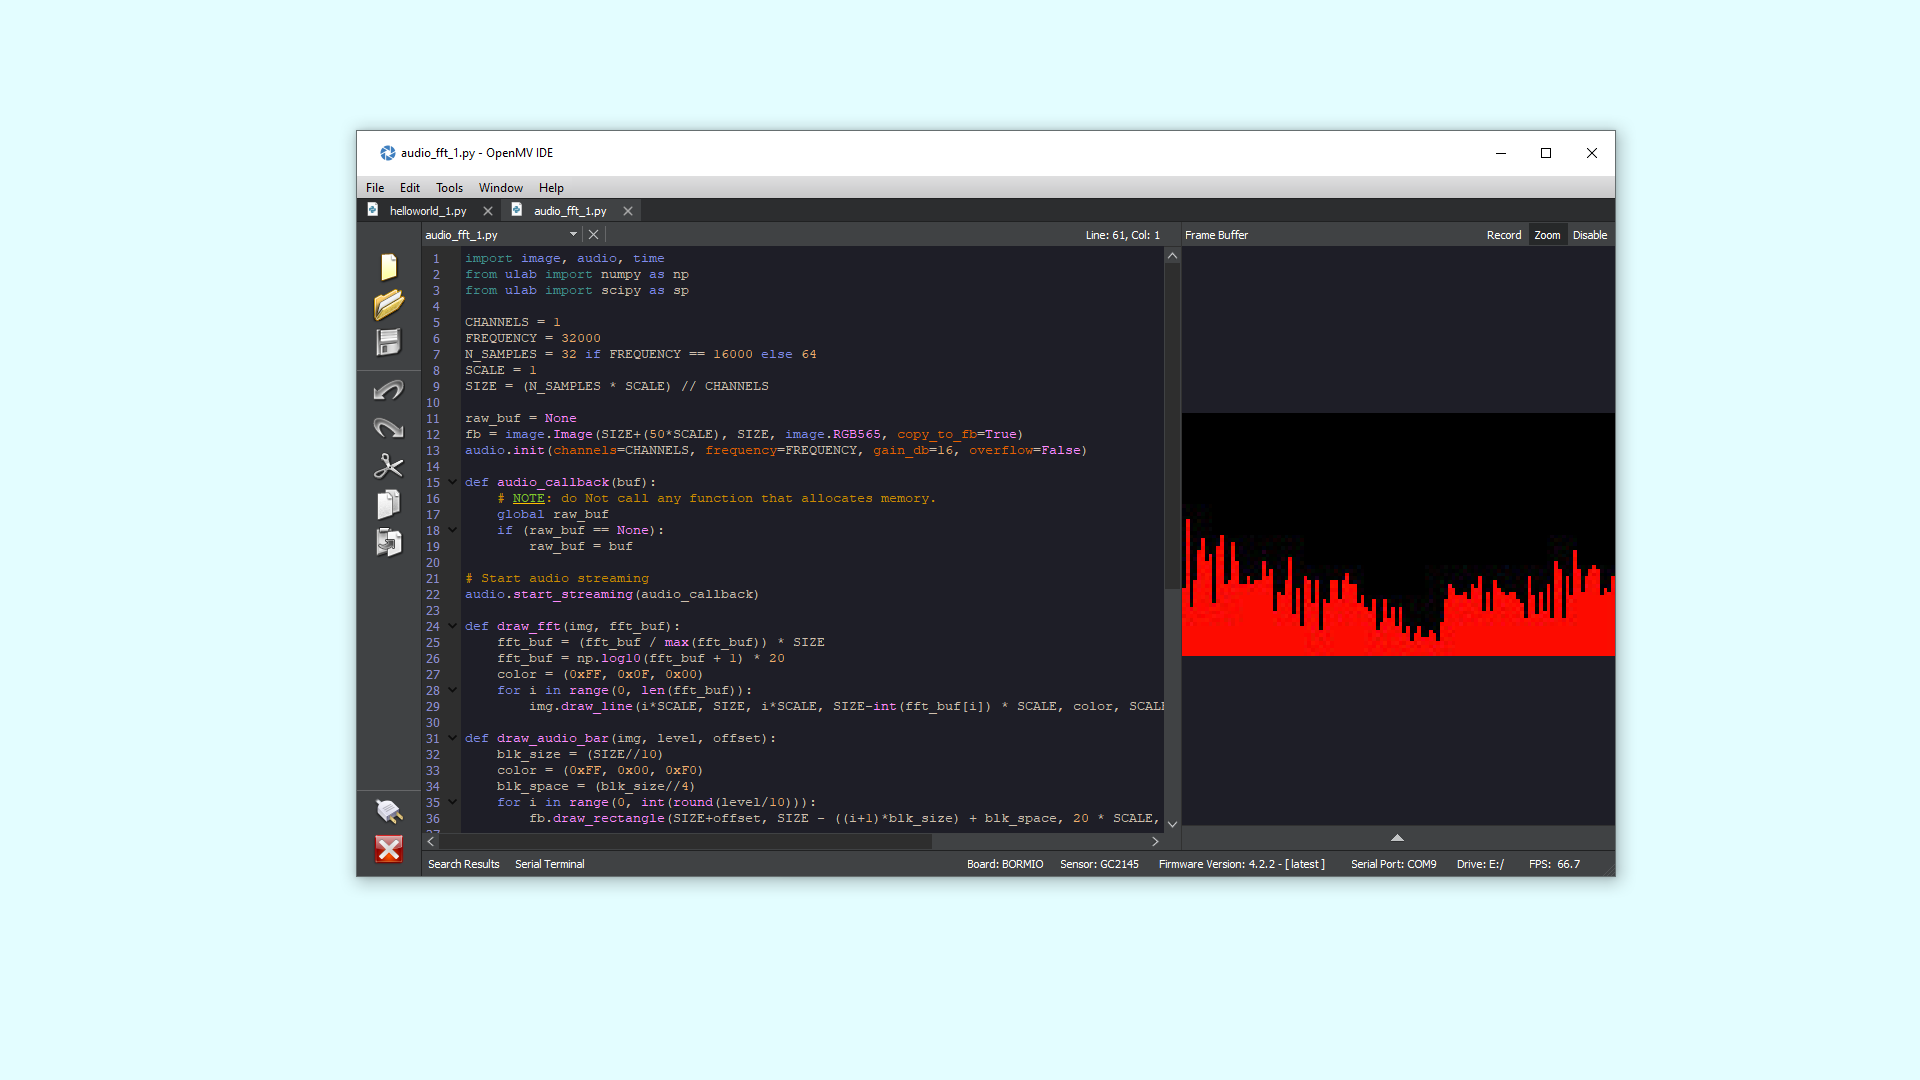 audio_fft_1.py - OpenMV IDE
File Edit Tools Window Help
helloworld_1.py audio_fft_1.py
audio_fft_1.py Line: 61, Col: 1 Frame Buffer Record Zoom Disable
1 import image, audio, time
2 from ulab import numpy as np
3 from ulab import scipy as sp
4
5 CHANNELS = 1
6 FREQUENCY = 32000
7 N_SAMPLES = 32 if FREQUENCY == 16000 else 64
8 SCALE = 1
9 SIZE = (N_SAMPLES * SCALE) // CHANNELS
10
11 raw_buf = None
12 fb = image.Image(SIZE+(50*SCALE), SIZE, image.RGB565, copy_to_fb=True)
13 audio.init(channels=CHANNELS, frequency=FREQUENCY, gain_db=16, overflow=False)
14
15 def audio_callback(buf):
16 # NOTE: do Not call any function that allocates memory.
17 global raw_buf
18 if (raw_buf == None):
19 raw_buf = buf
20
21 # Start audio streaming
22 audio.start_streaming(audio_callback)
23
24 def draw_fft(img, fft_buf):
25 fft_buf = (fft_buf / max(fft_buf)) * SIZE
26 fft_buf = np.log10(fft_buf + 1) * 20
27 color = (0xFF, 0x0F, 0x00)
28 for i in range(0, len(fft_buf)):
29 img.draw_line(i*SCALE, SIZE, i*SCALE, SIZE-int(fft_buf[i]) * SCALE, color, SCAL
30
31 def draw_audio_bar(img, level, offset):
32 blk_size = (SIZE//10)
33 color = (0xFF, 0x00, 0xF0)
34 blk_space = (blk_size//4)
35 for i in range(0, int(round(level/10))):
36 fb.draw_rectangle(SIZE+offset, SIZE - ((i+1)*blk_size) + blk_space, 20 * SCALE,
Search Results Serial Terminal Board: BORMIO Sensor: GC2145 Firmware Version: 4.2.2 - [ latest ] Serial Port: COM9 Drive: E:/ FPS: 66.7